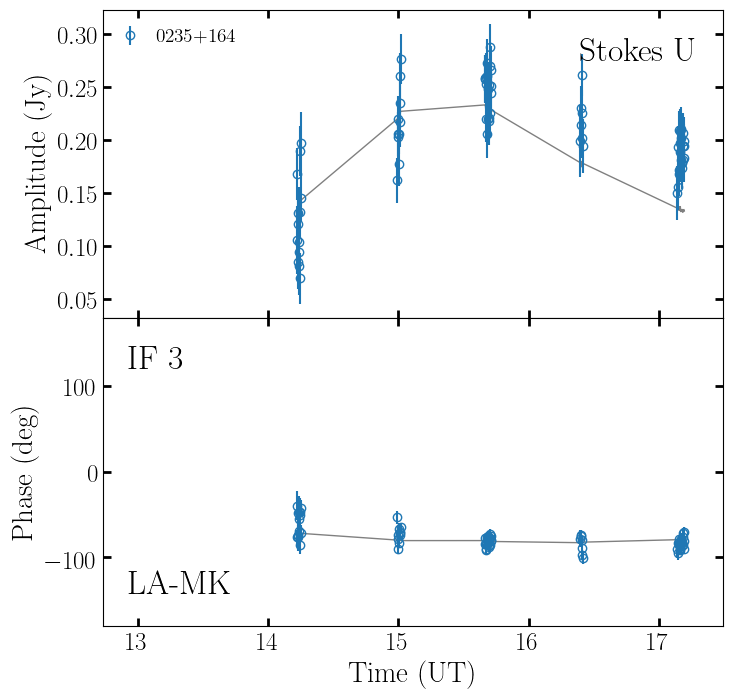 0235+164
Stokes U
0.30
0.25
0.20
0.15
0.10
0.05
Amplitude (Jy)
IF 3
100
0
−100
Phase (deg)
LA-MK
13 14 15 16 17
Time (UT)